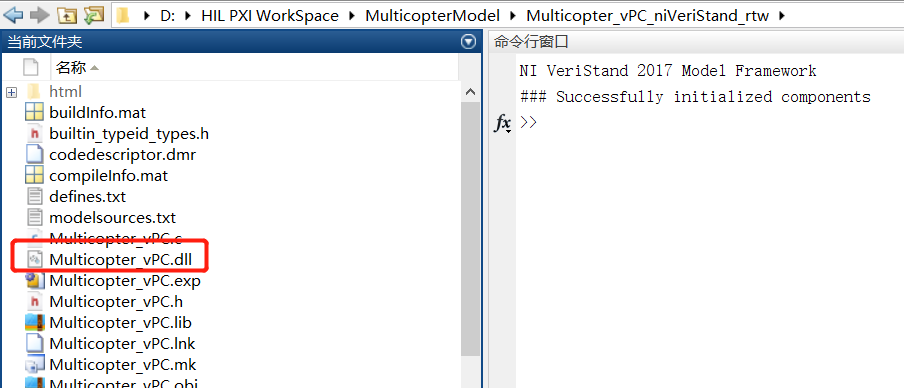 D: › HIL PXI WorkSpace › MulticopterModel › Multicopter_vPC_niVeriStand_rtw ›
当前文件夹
名称
html
buildInfo.mat
builtin_typeid_types.h
codedescriptor.dmr
compileInfo.mat
defines.txt
modelsources.txt
Multicopter_vPC.c
Multicopter_vPC.dll
Multicopter_vPC.exp
Multicopter_vPC.h
Multicopter_vPC.lib
Multicopter_vPC.lnk
Multicopter_vPC.mk
Multicopter_vPC.obj
命令行窗口
NI VeriStand 2017 Model Framework
### Successfully initialized components
fx >>